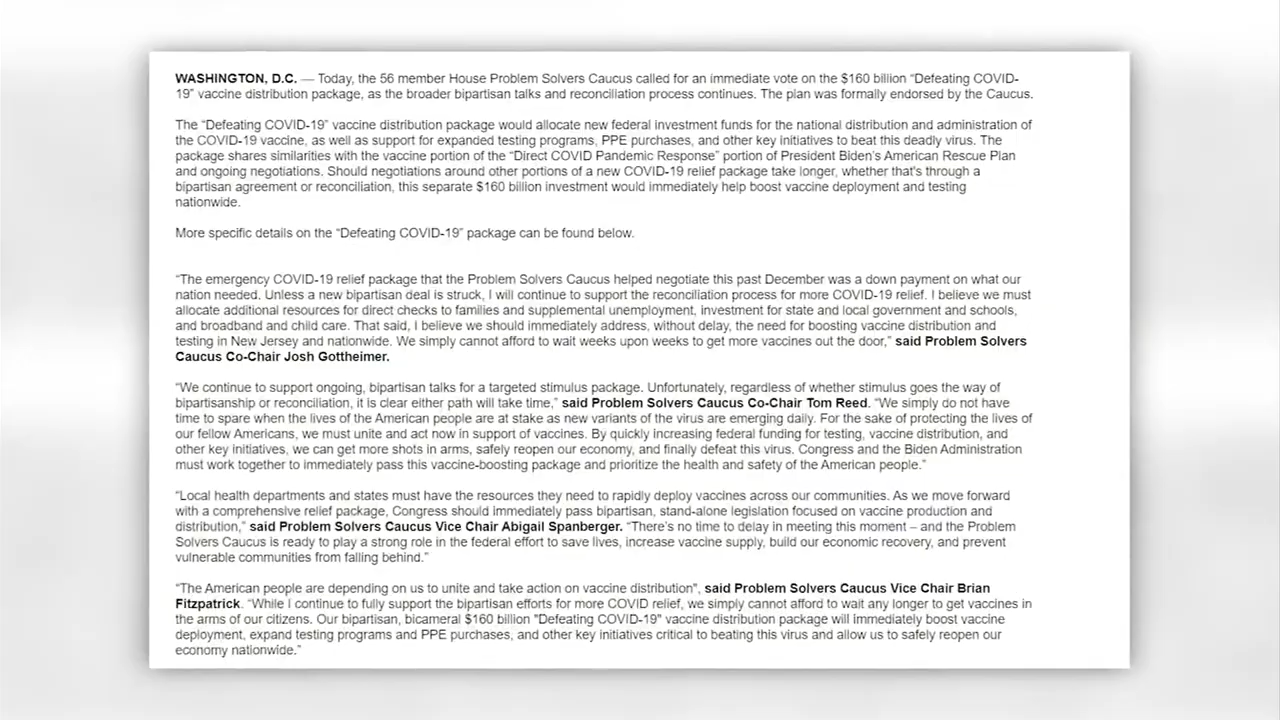 WASHINGTON, D.C. — Today, the 56 member House Problem Solvers Caucus called for an immediate vote on the $160 billion “Defeating COVID-
19” vaccine distribution package, as the broader bipartisan talks and reconciliation process continues. The plan was formally endorsed by the Caucus.
The “Defeating COVID-19” vaccine distribution package would allocate new federal investment funds for the national distribution and administration of
the COVID-19 vaccine, as well as support for expanded testing programs, PPE purchases, and other key initiatives to beat this deadly virus. The
package shares similarities with the vaccine portion of the “Direct COVID Pandemic Response” portion of President Biden’s American Rescue Plan
and ongoing negotiations. Should negotiations around other portions of a new COVID-19 relief package take longer, whether that's through a
bipartisan agreement or reconciliation, this separate $160 billion investment would immediately help boost vaccine deployment and testing
nationwide.
More specific details on the “Defeating COVID-19” package can be found below.
“The emergency COVID-19 relief package that the Problem Solvers Caucus helped negotiate this past December was a down payment on what our
nation needed. Unless a new bipartisan deal is struck, I will continue to support the reconciliation process for more COVID-19 relief. I believe we must
allocate additional resources for direct checks to families and supplemental unemployment, investment for state and local government and schools,
and broadband and child care. That said, I believe we should immediately address, without delay, the need for boosting vaccine distribution and
testing in New Jersey and nationwide. We simply cannot afford to wait weeks upon weeks to get more vaccines out the door,” said Problem Solvers
Caucus Co-Chair Josh Gottheimer.
“We continue to support ongoing, bipartisan talks for a targeted stimulus package. Unfortunately, regardless of whether stimulus goes the way of
bipartisanship or reconciliation, it is clear either path will take time,” said Problem Solvers Caucus Co-Chair Tom Reed. “We simply do not have
time to spare when the lives of the American people are at stake as new variants of the virus are emerging daily. For the sake of protecting the lives of
our fellow Americans, we must unite and act now in support of vaccines. By quickly increasing federal funding for testing, vaccine distribution, and
other key initiatives, we can get more shots in arms, safely reopen our economy, and finally defeat this virus. Congress and the Biden Administration
must work together to immediately pass this vaccine-boosting package and prioritize the health and safety of the American people.”
“Local health departments and states must have the resources they need to rapidly deploy vaccines across our communities. As we move forward
with a comprehensive relief package, Congress should immediately pass bipartisan, stand-alone legislation focused on vaccine production and
distribution,” said Problem Solvers Caucus Vice Chair Abigail Spanberger. “There’s no time to delay in meeting this moment – and the Problem
Solvers Caucus is ready to play a strong role in the federal effort to save lives, increase vaccine supply, build our economic recovery, and prevent
vulnerable communities from falling behind.”
“The American people are depending on us to unite and take action on vaccine distribution", said Problem Solvers Caucus Vice Chair Brian
Fitzpatrick. “While I continue to fully support the bipartisan efforts for more COVID relief, we simply cannot afford to wait any longer to get vaccines in
the arms of our citizens. Our bipartisan, bicameral $160 billion "Defeating COVID-19" vaccine distribution package will immediately boost vaccine
deployment, expand testing programs and PPE purchases, and other key initiatives critical to beating this virus and allow us to safely reopen our
economy nationwide.”